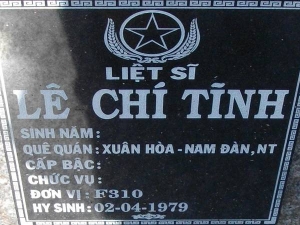 LIỆT SĨ
LÊ CHÍ TĨNH
SINH NĂM:
QUÊ QUÁN: XUÂN HÒA-NAM ĐÀN,NT
CẤP BẬC:
CHỨC VỤ:
ĐƠN VỊ: F310
HY SINH: 02-04-1979